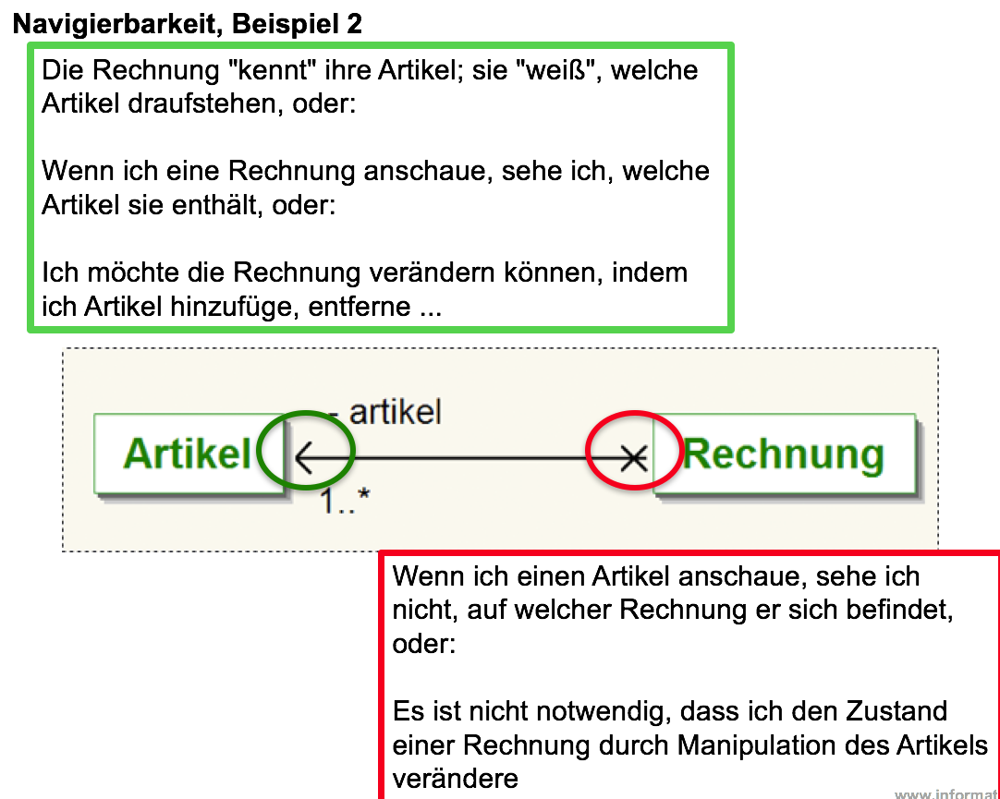 Navigierbarkeit, Beispiel 2
Die Rechnung "kennt" ihre Artikel; sie "weiß", welche
Artikel draufstehen, oder:
Wenn ich eine Rechnung anschaue, sehe ich, welche
Artikel sie enthält, oder:
Ich möchte die Rechnung verändern können, indem
ich Artikel hinzufüge, entferne ...
- artikel
Artikel
Rechnung
1..*
Wenn ich einen Artikel anschaue, sehe ich
nicht, auf welcher Rechnung er sich befindet,
oder:
Es ist nicht notwendig, dass ich den Zustand
einer Rechnung durch Manipulation des Artikels
verändere
www.informat